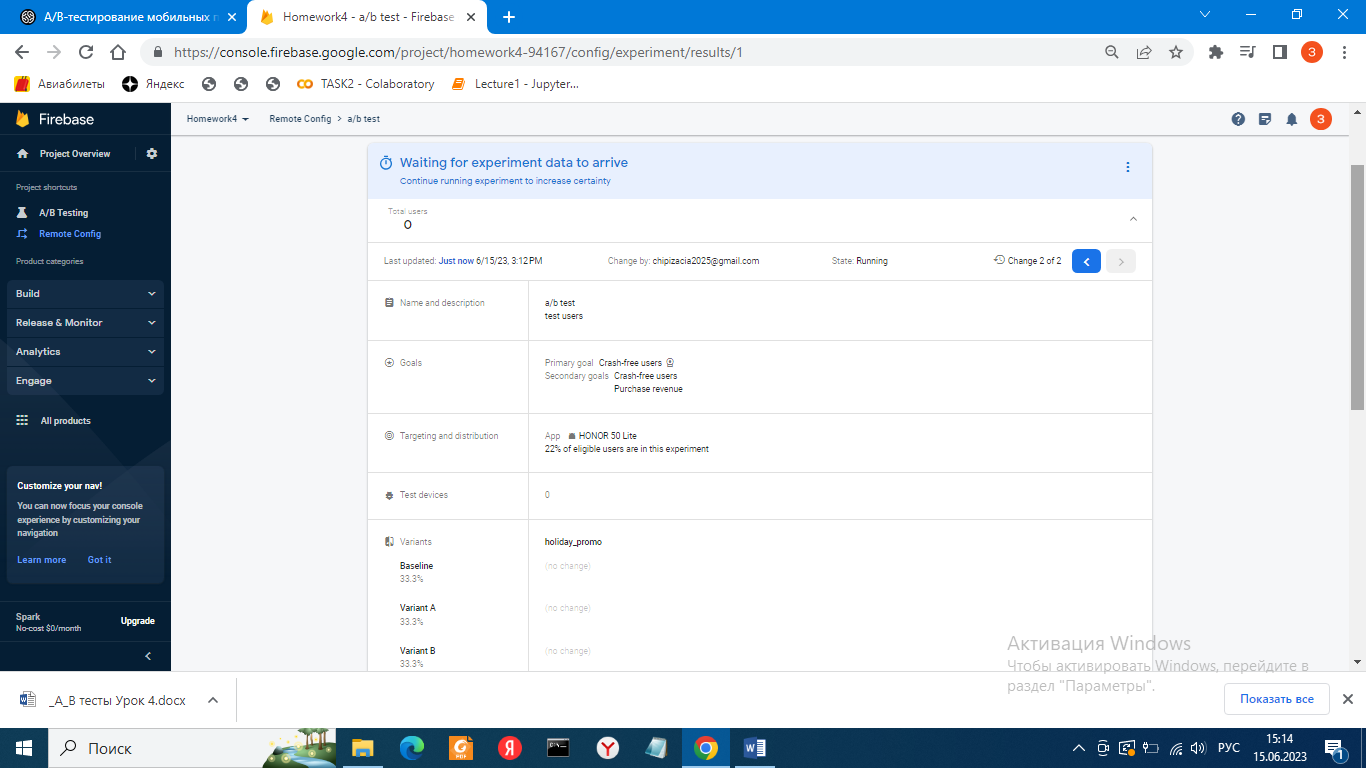 А/В-тестирование мобильных п
Homework4 - a/b test - Firebase
https://console.firebase.google.com/project/homework4-94167/config/experiment/results/1
З
Авиабилеты
Яндекс
TASK2 - Colaboratory
Lecture1 - Jupyter...
Firebase
Homework4
Remote Config > a/b test
З
Project Overview
Project shortcuts
A/B Testing
Remote Config
Product categories
Build
Release & Monitor
Analytics
Engage
All products
Customize your nav!
You can now focus your console
experience by customizing your
navigation
Learn more
Got it
Spark
No-cost $0/month
Upgrade
Waiting for experiment data to arrive
Continue running experiment to increase certainty
Total users
0
Last updated: Just now 6/15/23, 3:12 PM
Change by: chipizacia2025@gmail.com
State: Running
Change 2 of 2
Name and description
a/b test
test users
Goals
Primary goal Crash-free users
Secondary goals Crash-free users
Purchase revenue
Targeting and distribution
App HONOR 50 Lite
22% of eligible users are in this experiment
Test devices
0
Variants
holiday_promo
Baseline
33.3%
(no change)
Variant A
33.3%
(no change)
Variant B
33.3%
(no change)
Активация Windows
Чтобы активировать Windows, перейдите в
раздел "Параметры".
_A_B тесты Урок 4.docx
Показать все
Поиск
РУС
15:14
15.06.2023
1